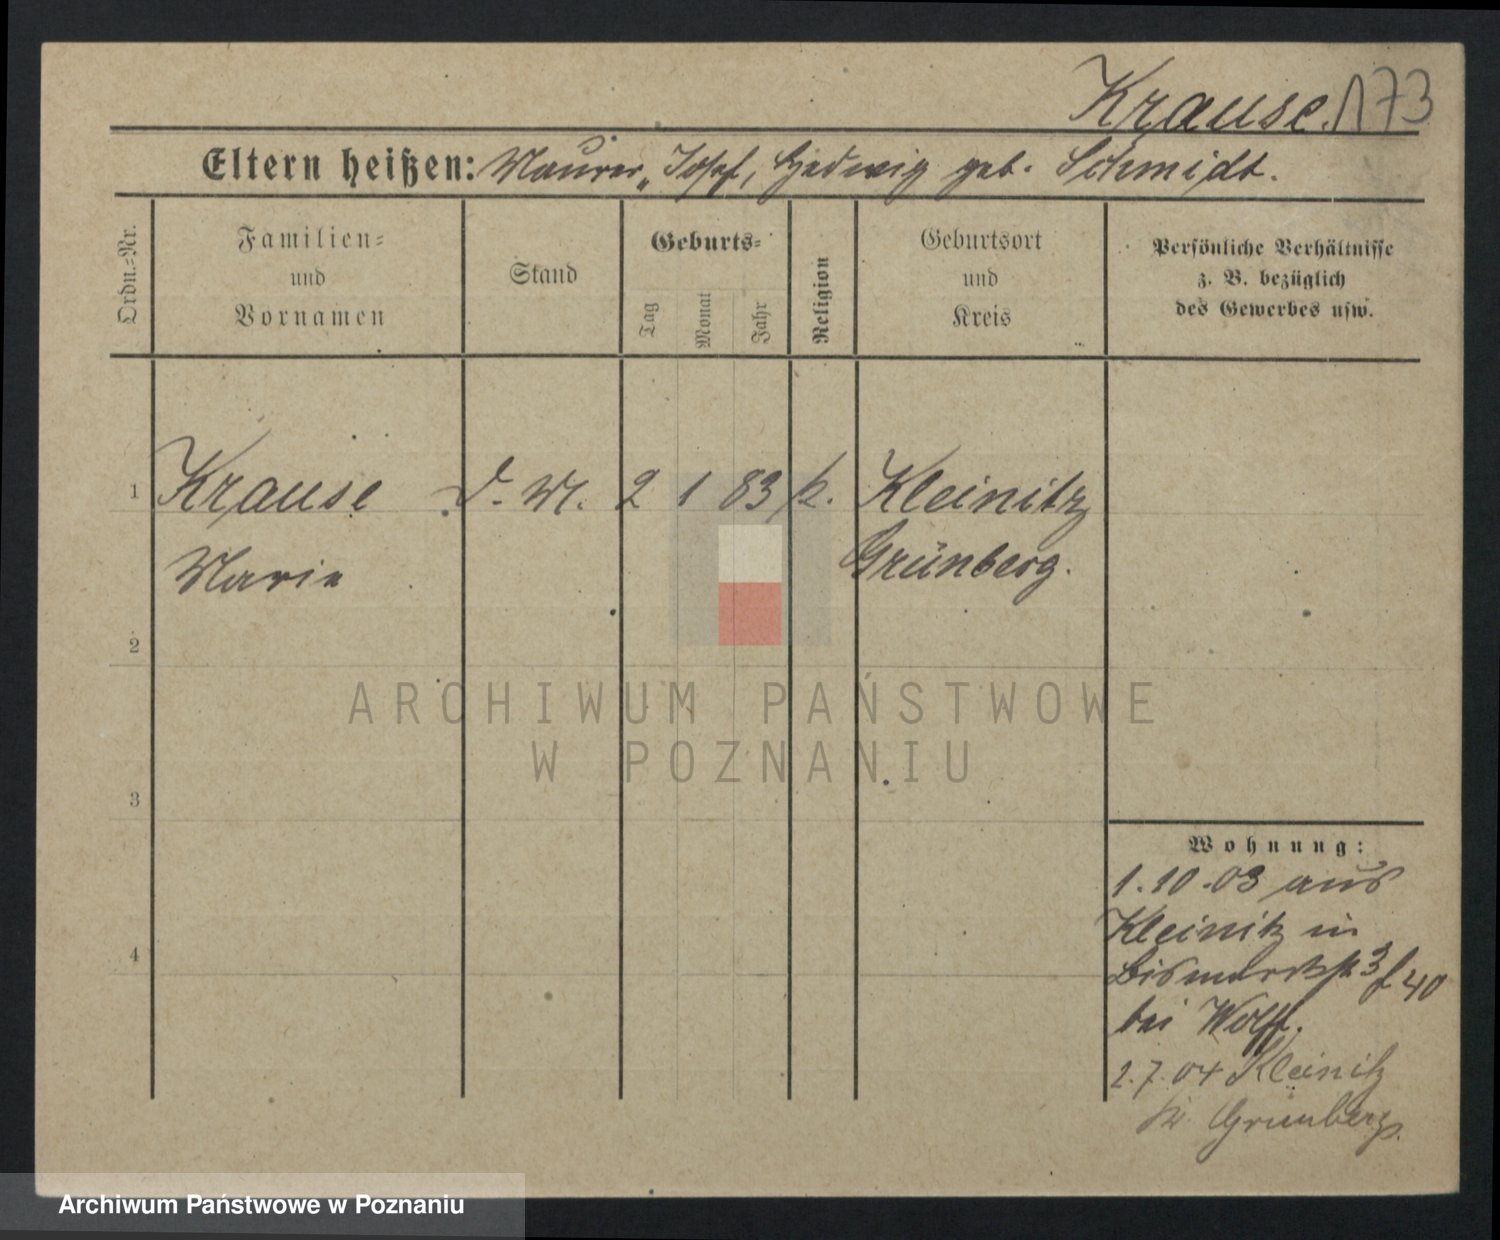 Krause. 173
Eltern heißen: Maurer, Josef, Hedwig geb. Schmidt.
Ordn.=Nr.
Familien=
und
Vornamen
Stand
Geburts=
Tag
Monat
Jahr
Religion
Geburtsort
und
Kreis
Persönliche Verhältnisse
z. B. bezüglich
des Gewerbes usw.
1 Krause d. M. 2 1 83 k. Kleinitz
Marie Grünberg.
2
3
4
Wohnung:
1.10.03 aus
Kleinitz in
Bismarckstr. 3 f 40
bei Wolff.
2.7.04 Kleinitz
Kr. Grünberg.
ARCHIWUM PAŃSTWOWE
W POZNANIU
Archiwum Państwowe w Poznaniu